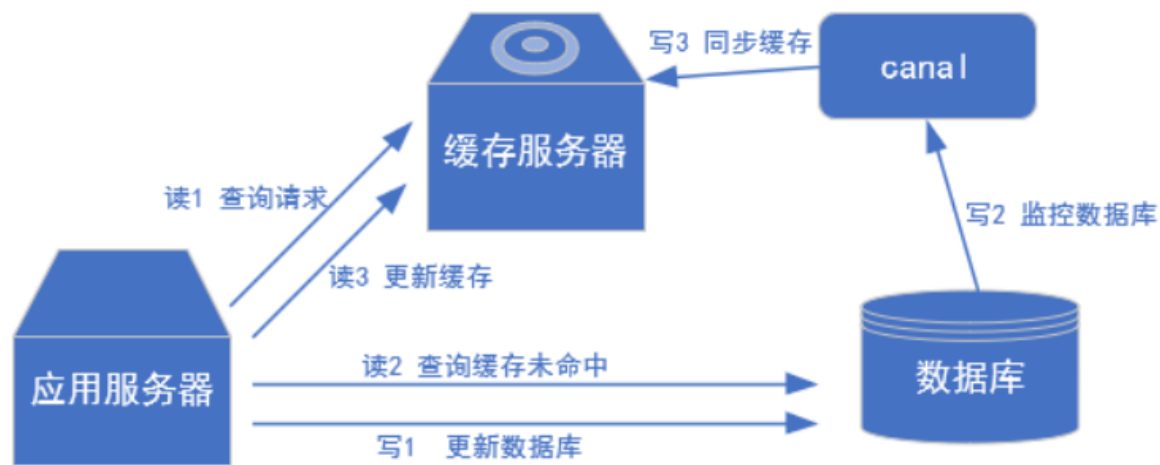 写3 同步缓存
canal
缓存服务器
读1 查询请求
写2 监控数据库
读3 更新缓存
读2 查询缓存未命中
应用服务器
数据库
写1 更新数据库